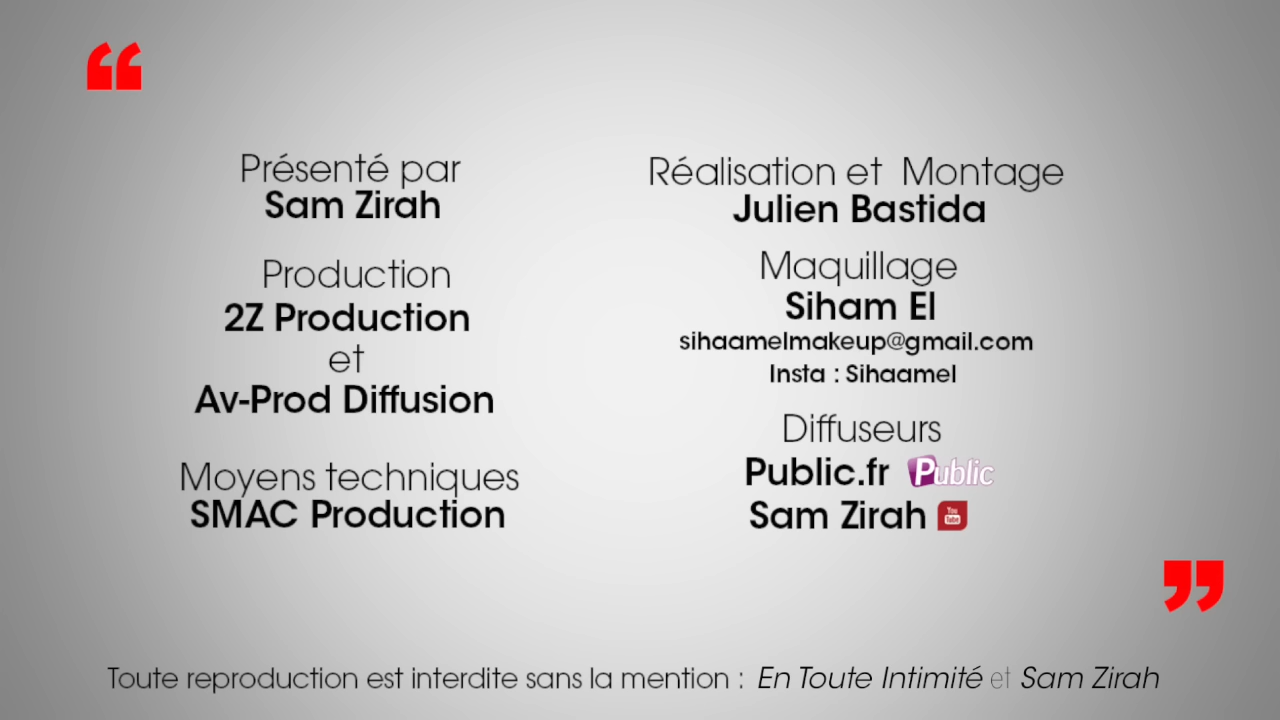 Présenté par
Sam Zirah
Production
2Z Production
et
Av-Prod Diffusion
Moyens techniques
SMAC Production
Réalisation et Montage
Julien Bastida
Maquillage
Siham El
sihaamelmakeup@gmail.com
Insta : Sihaamel
Diffuseurs
Public.fr Public
Sam Zirah You Tube
Toute reproduction est interdite sans la mention : En Toute Intimité et Sam Zirah